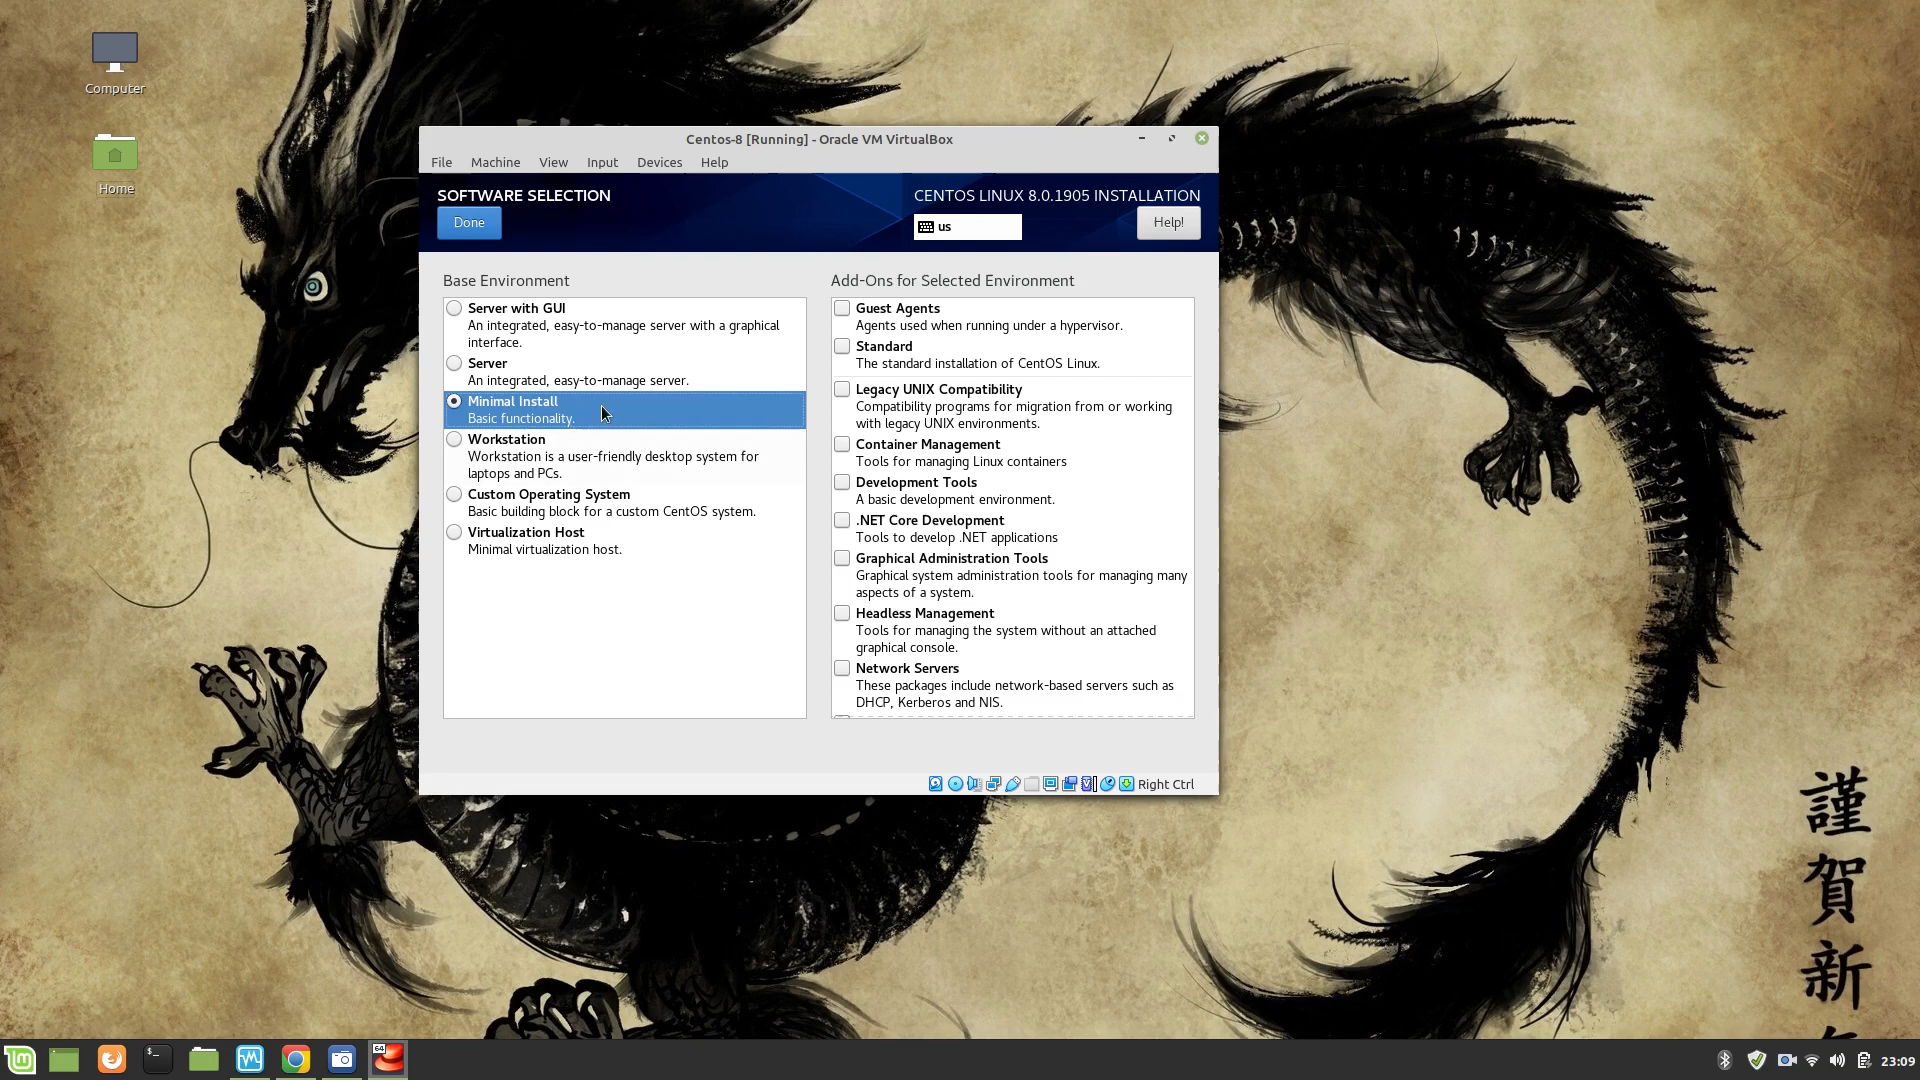 Computer
Home
Centos-8 [Running] - Oracle VM VirtualBox
File Machine View Input Devices Help
SOFTWARE SELECTION
CENTOS LINUX 8.0.1905 INSTALLATION
Done
us
Help!
Base Environment
Server with GUI
An integrated, easy-to-manage server with a graphical
interface.
Server
An integrated, easy-to-manage server.
Minimal Install
Basic functionality.
Workstation
Workstation is a user-friendly desktop system for
laptops and PCs.
Custom Operating System
Basic building block for a custom CentOS system.
Virtualization Host
Minimal virtualization host.
Add-Ons for Selected Environment
Guest Agents
Agents used when running under a hypervisor.
Standard
The standard installation of CentOS Linux.
Legacy UNIX Compatibility
Compatibility programs for migration from or working
with legacy UNIX environments.
Container Management
Tools for managing Linux containers
Development Tools
A basic development environment.
.NET Core Development
Tools to develop .NET applications
Graphical Administration Tools
Graphical system administration tools for managing many
aspects of a system.
Headless Management
Tools for managing the system without an attached
graphical console.
Network Servers
These packages include network-based servers such as
DHCP, Kerberos and NIS.
Right Ctrl
謹賀新
64
23:09